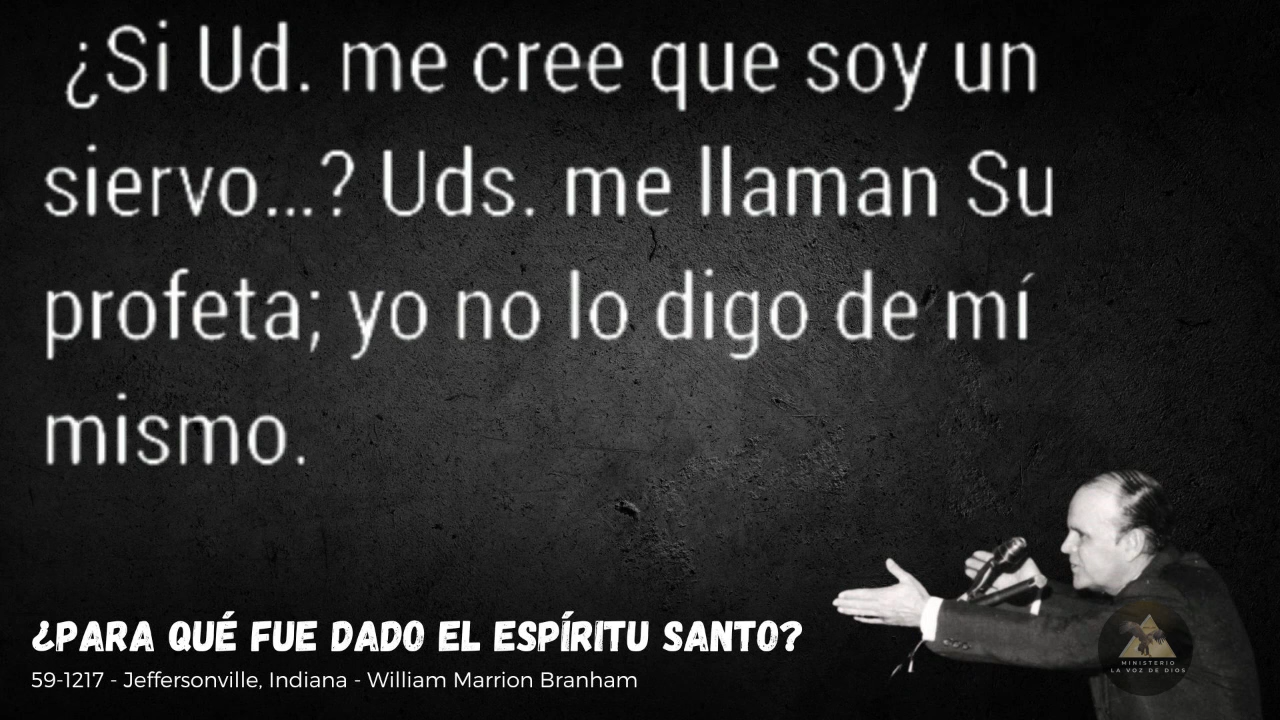 ¿Si Ud. me cree que soy un
siervo...? Uds. me llaman Su
profeta; yo no lo digo de mí
mismo.
¿PARA QUÉ FUE DADO EL ESPÍRITU SANTO?
59-1217 - Jeffersonville, Indiana - William Marrion Branham
MINISTERIO
LA VOZ DE DIOS